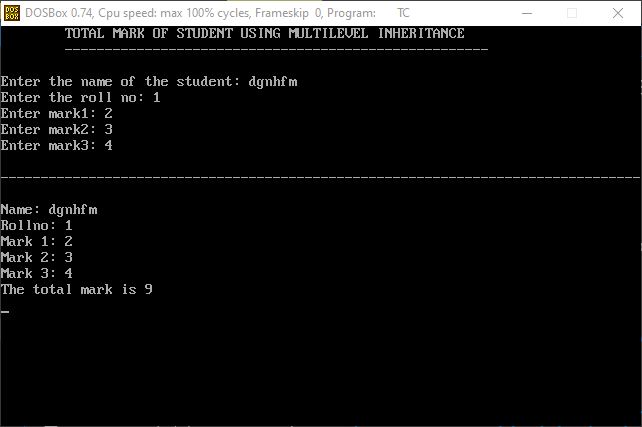 DOS
BOX
DOSBox 0.74, Cpu speed: max 100% cycles, Frameskip 0, Program: TC
TOTAL MARK OF STUDENT USING MULTILEVEL INHERITANCE
-----------------------------------------------------
Enter the name of the student: dgnhfm
Enter the roll no: 1
Enter mark1: 2
Enter mark2: 3
Enter mark3: 4
--------------------------------------------------------------------------------
Name: dgnhfm
Rollno: 1
Mark 1: 2
Mark 2: 3
Mark 3: 4
The total mark is 9
_